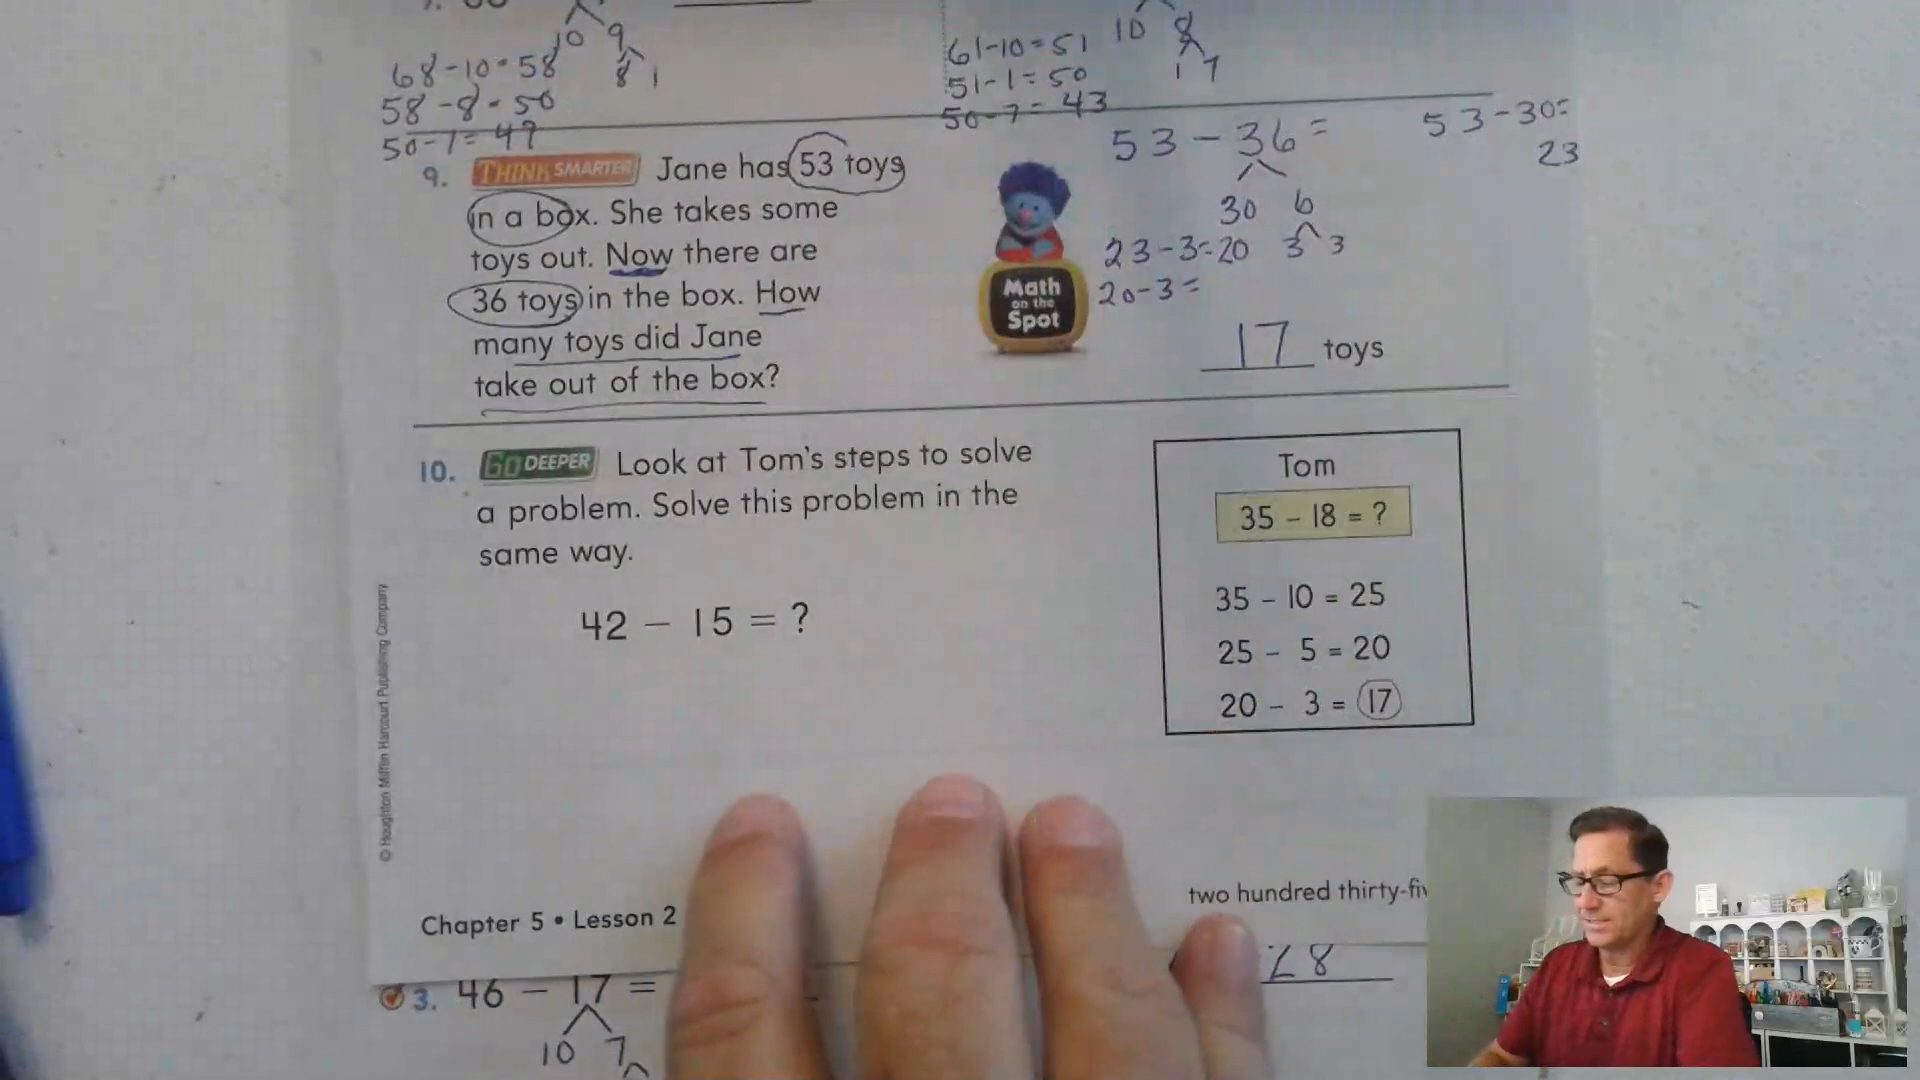 10 9
68-10=58
8 1
58-8=50
50-7=49
61-10=51 10 8
51-1=50 1 7
50-7=43
9. THINK SMARTER Jane has 53 toys
in a box. She takes some
toys out. Now there are
36 toys in the box. How
many toys did Jane
take out of the box?
Math
on the
Spot
53-36= 53-30=
23
30 6
23-3=20 3 3
20-3=
17 toys
10. GO DEEPER Look at Tom's steps to solve
a problem. Solve this problem in the
same way.
42 - 15 = ?
Tom
35 - 18 = ?
35 - 10 = 25
25 - 5 = 20
20 - 3 = 17
© Houghton Mifflin Harcourt Publishing Company
Chapter 5 • Lesson 2
two hundred thirty-fiv
28
3. 46 - 17 =
10 7